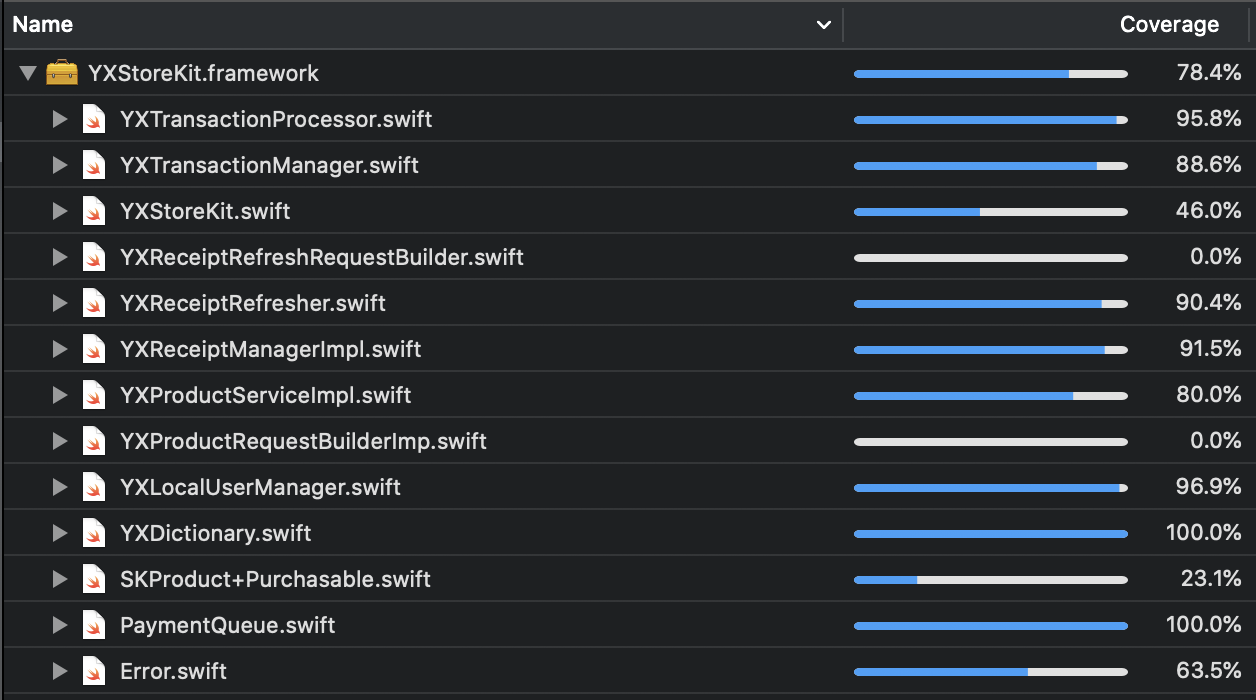 Name Coverage
YXStoreKit.framework 78.4%
YXTransactionProcessor.swift 95.8%
YXTransactionManager.swift 88.6%
YXStoreKit.swift 46.0%
YXReceiptRefreshRequestBuilder.swift 0.0%
YXReceiptRefresher.swift 90.4%
YXReceiptManagerImpl.swift 91.5%
YXProductServiceImpl.swift 80.0%
YXProductRequestBuilderImp.swift 0.0%
YXLocalUserManager.swift 96.9%
YXDictionary.swift 100.0%
SKProduct+Purchasable.swift 23.1%
PaymentQueue.swift 100.0%
Error.swift 63.5%